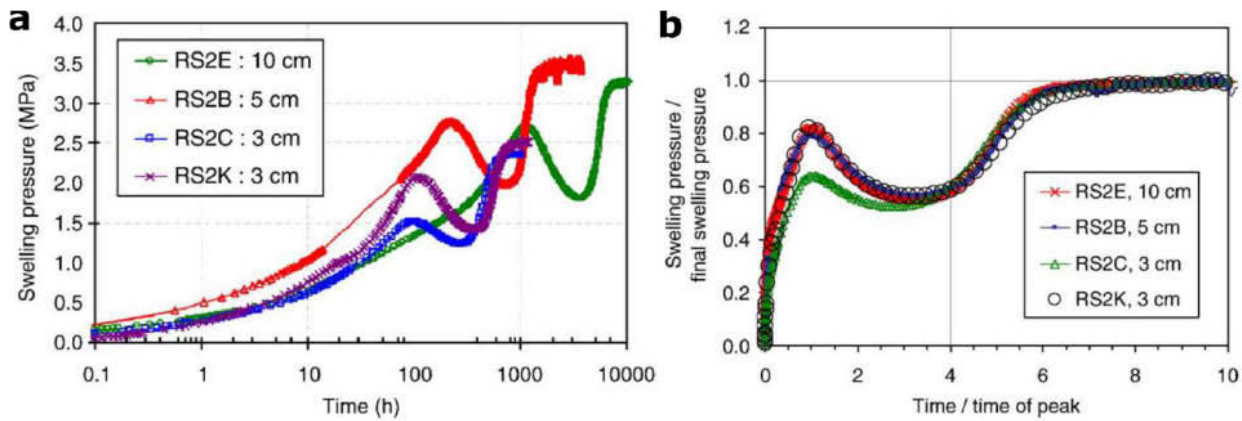 a
Swelling pressure (MPa)
4.0
3.5
3.0
2.5
2.0
1.5
1.0
0.5
0.0
RS2E : 10 cm
RS2B : 5 cm
RS2C : 3 cm
RS2K : 3 cm
0.1 1 10 100 1000 10000
Time (h)
b
Swelling pressure /
final swelling pressure
1.2
1.0
0.8
0.6
0.4
0.2
0.0
RS2E, 10 cm
RS2B, 5 cm
RS2C, 3 cm
RS2K, 3 cm
0 2 4 6 8 10
Time / time of peak